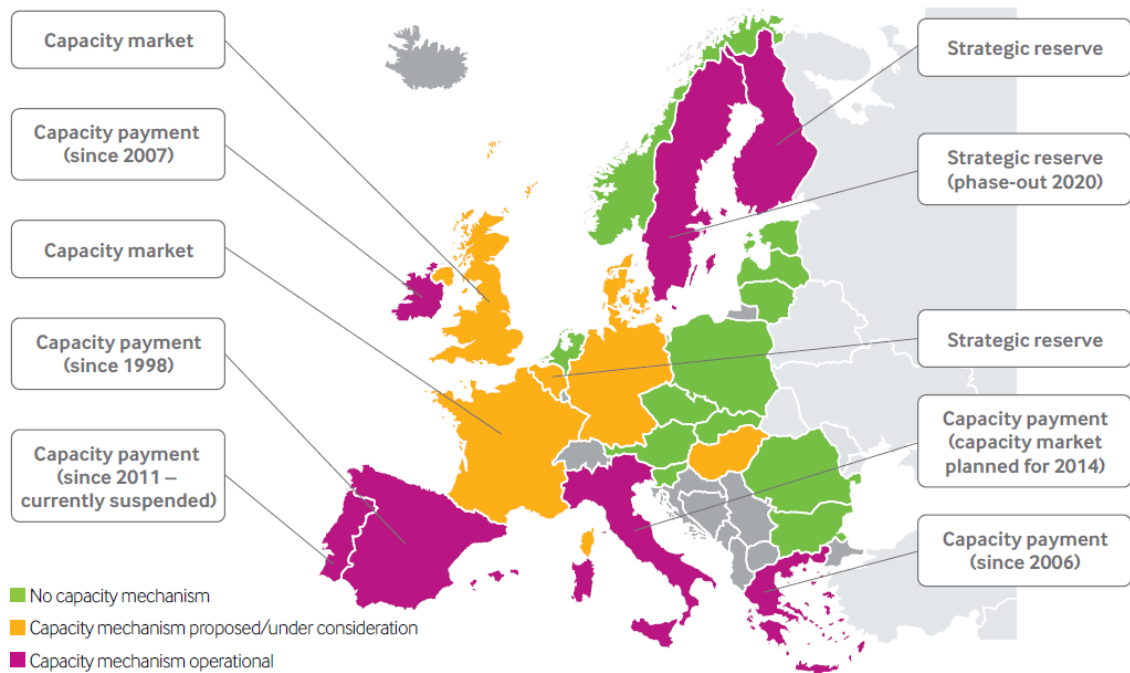 Capacity market
Capacity payment
(since 2007)
Capacity market
Capacity payment
(since 1998)
Capacity payment
(since 2011 –
currently suspended)
Strategic reserve
Strategic reserve
(phase-out 2020)
Strategic reserve
Capacity payment
(capacity market
planned for 2014)
Capacity payment
(since 2006)
No capacity mechanism
Capacity mechanism proposed/under consideration
Capacity mechanism operational